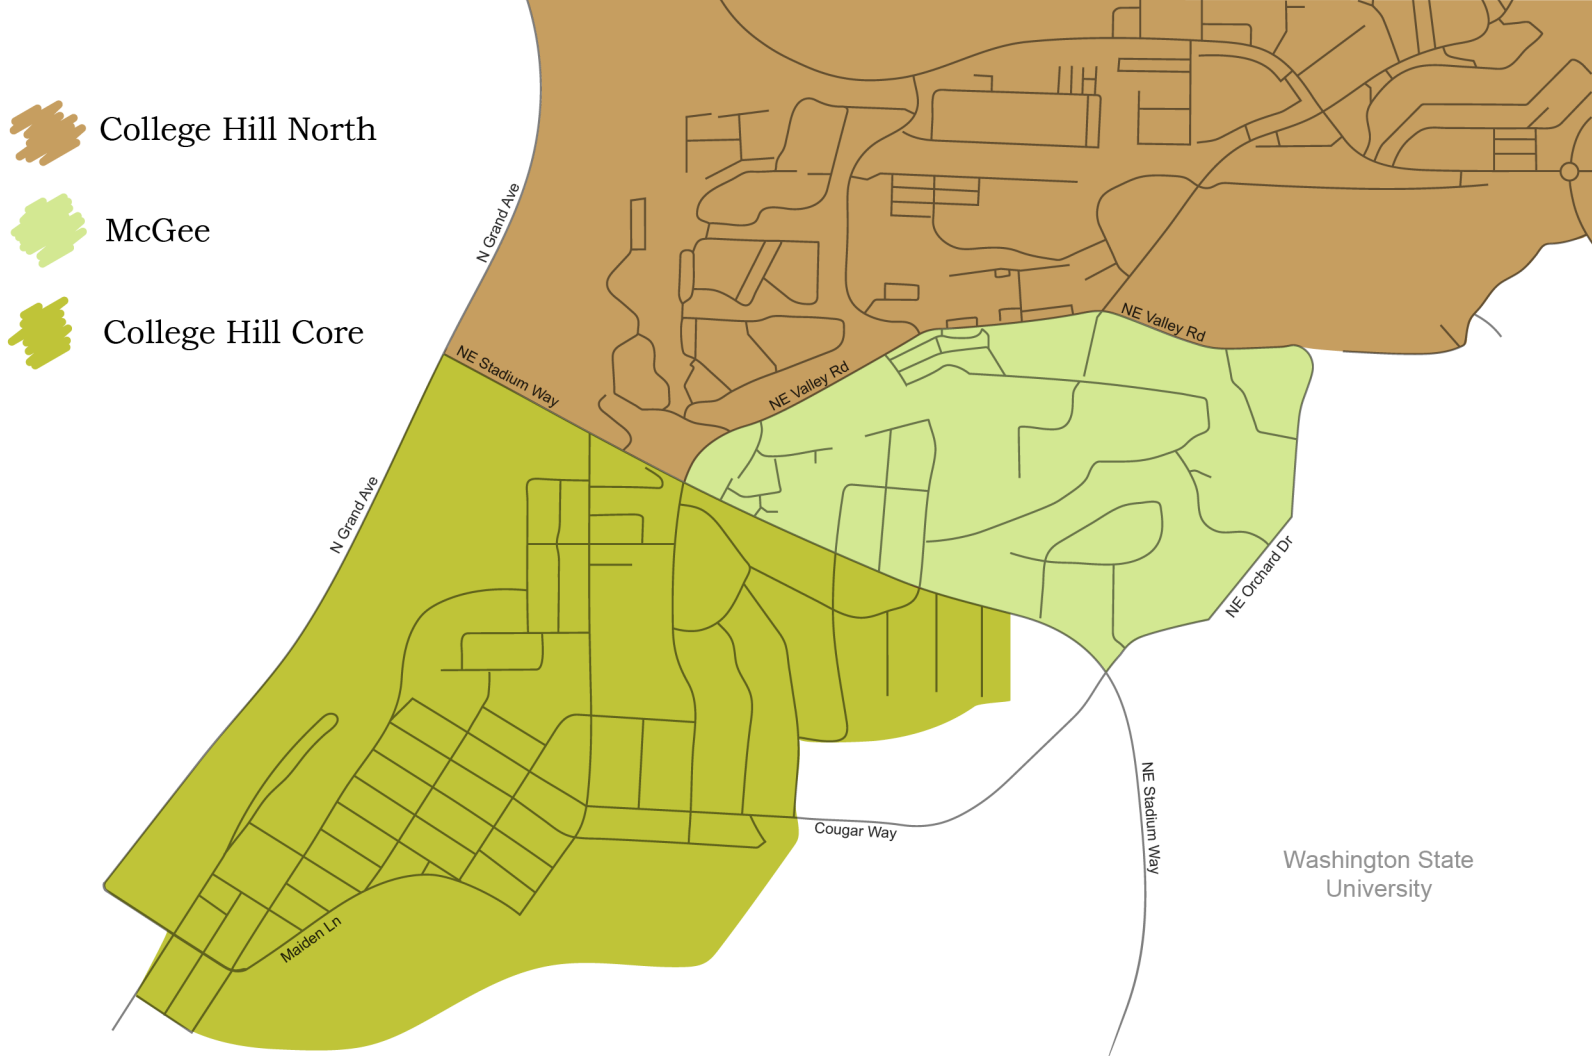 College Hill North
McGee
College Hill Core
N Grand Ave
NE Valley Rd
NE Stadium Way
NE Valley Rd
N Grand Ave
NE Orchard Dr
NE Stadium Way
Cougar Way
Washington State
University
Maiden Ln